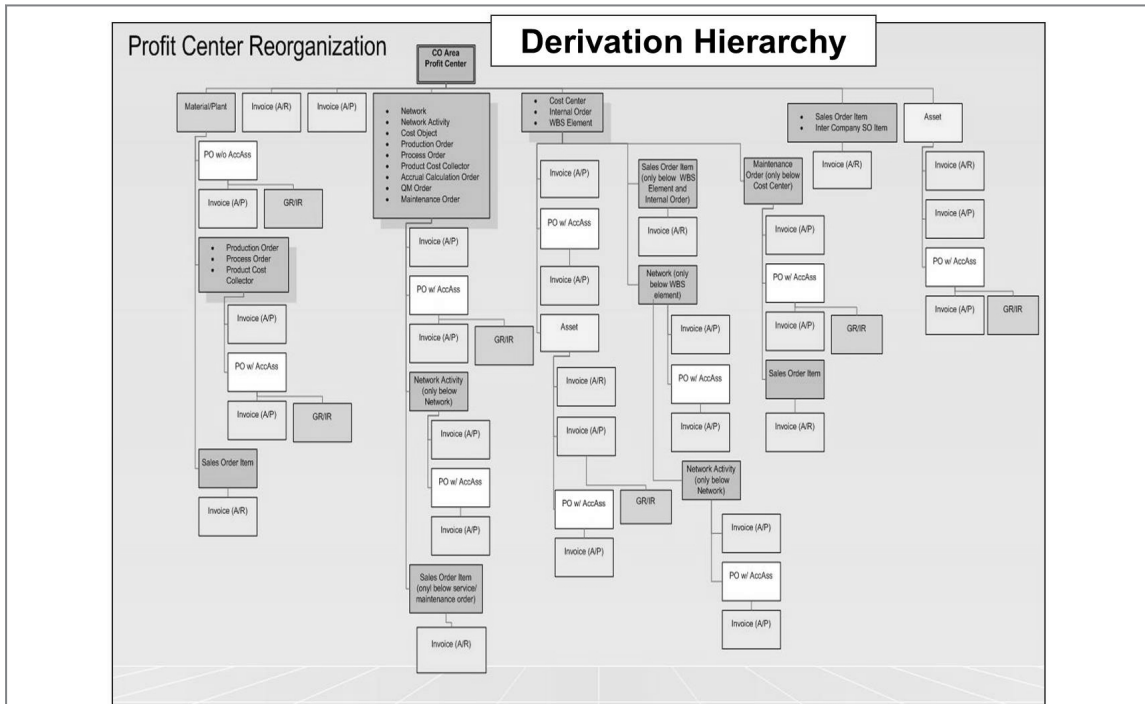 Profit Center Reorganization
Derivation Hierarchy
CO Area
Profit Center
Material/Plant
Invoice (A/R)
Invoice (A/P)
PO w/o AccAss
Invoice (A/P)
GR/IR
• Production Order
• Process Order
• Product Cost
Collector
Invoice (A/P)
PO w/ AccAss
Invoice (A/P)
GR/IR
Sales Order Item
Invoice (A/R)
• Network
• Network Activity
• Cost Object
• Production Order
• Process Order
• Product Cost Collector
• Accrual Calculation Order
• QM Order
• Maintenance Order
Invoice (A/P)
PO w/ AccAss
Invoice (A/P)
GR/IR
Network Activity
(only below
Network)
Invoice (A/P)
PO w/ AccAss
Invoice (A/P)
Sales Order Item
(onyl below service/
maintenance order)
Invoice (A/R)
• Cost Center
• Internal Order
• WBS Element
Invoice (A/P)
PO w/ AccAss
Invoice (A/P)
Asset
Invoice (A/R)
Invoice (A/P)
GR/IR
PO w/ AccAss
Invoice (A/P)
Sales Order Item
(only below WBS
Element and
Internal Order)
Invoice (A/R)
Network (only
below WBS
element)
Invoice (A/P)
PO w/ AccAss
Invoice (A/P)
Network Activity
(only below
Network)
Invoice (A/P)
PO w/ AccAss
Invoice (A/P)
Maintenance
Order (only below
Cost Center)
Invoice (A/P)
PO w/ AccAss
Invoice (A/P)
GR/IR
Sales Order Item
Invoice (A/R)
• Sales Order Item
• Inter Company SO Item
Invoice (A/R)
Asset
Invoice (A/R)
Invoice (A/P)
PO w/ AccAss
Invoice (A/P)
GR/IR